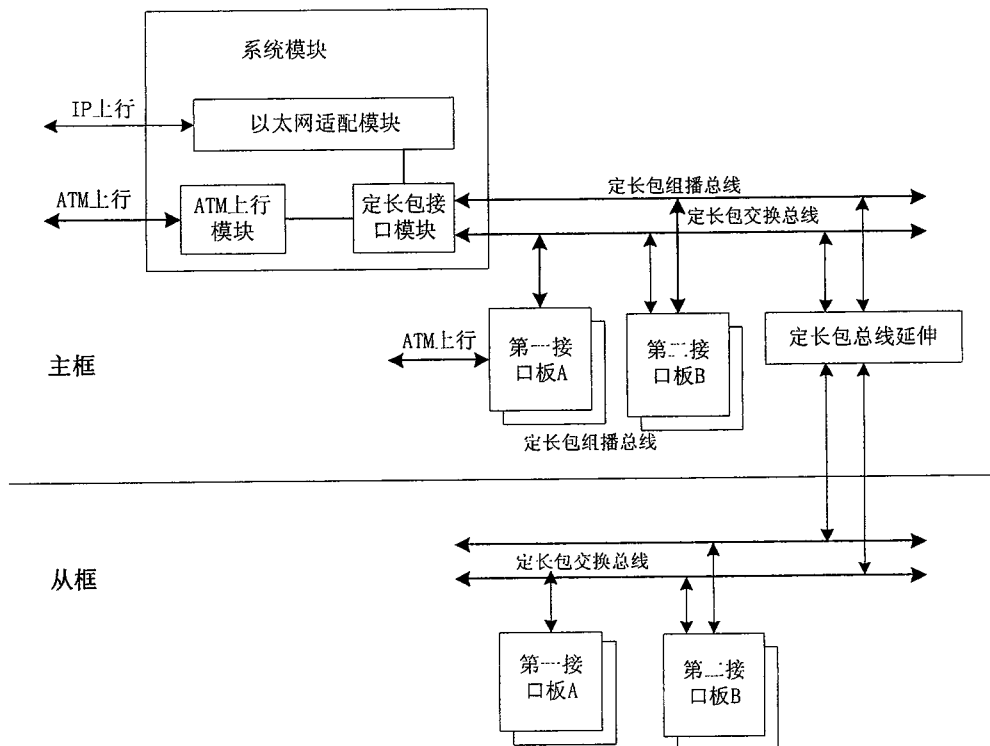 系统模块
IP上行
以太网适配模块
ATM上行
ATM上行
模块
定长包接
口模块
定长包组播总线
定长包交换总线
ATM上行
第一接
口板A
第二接
口板B
定长包总线延伸
主框
定长包组播总线
定长包交换总线
从框
第一接
口板A
第二接
口板B